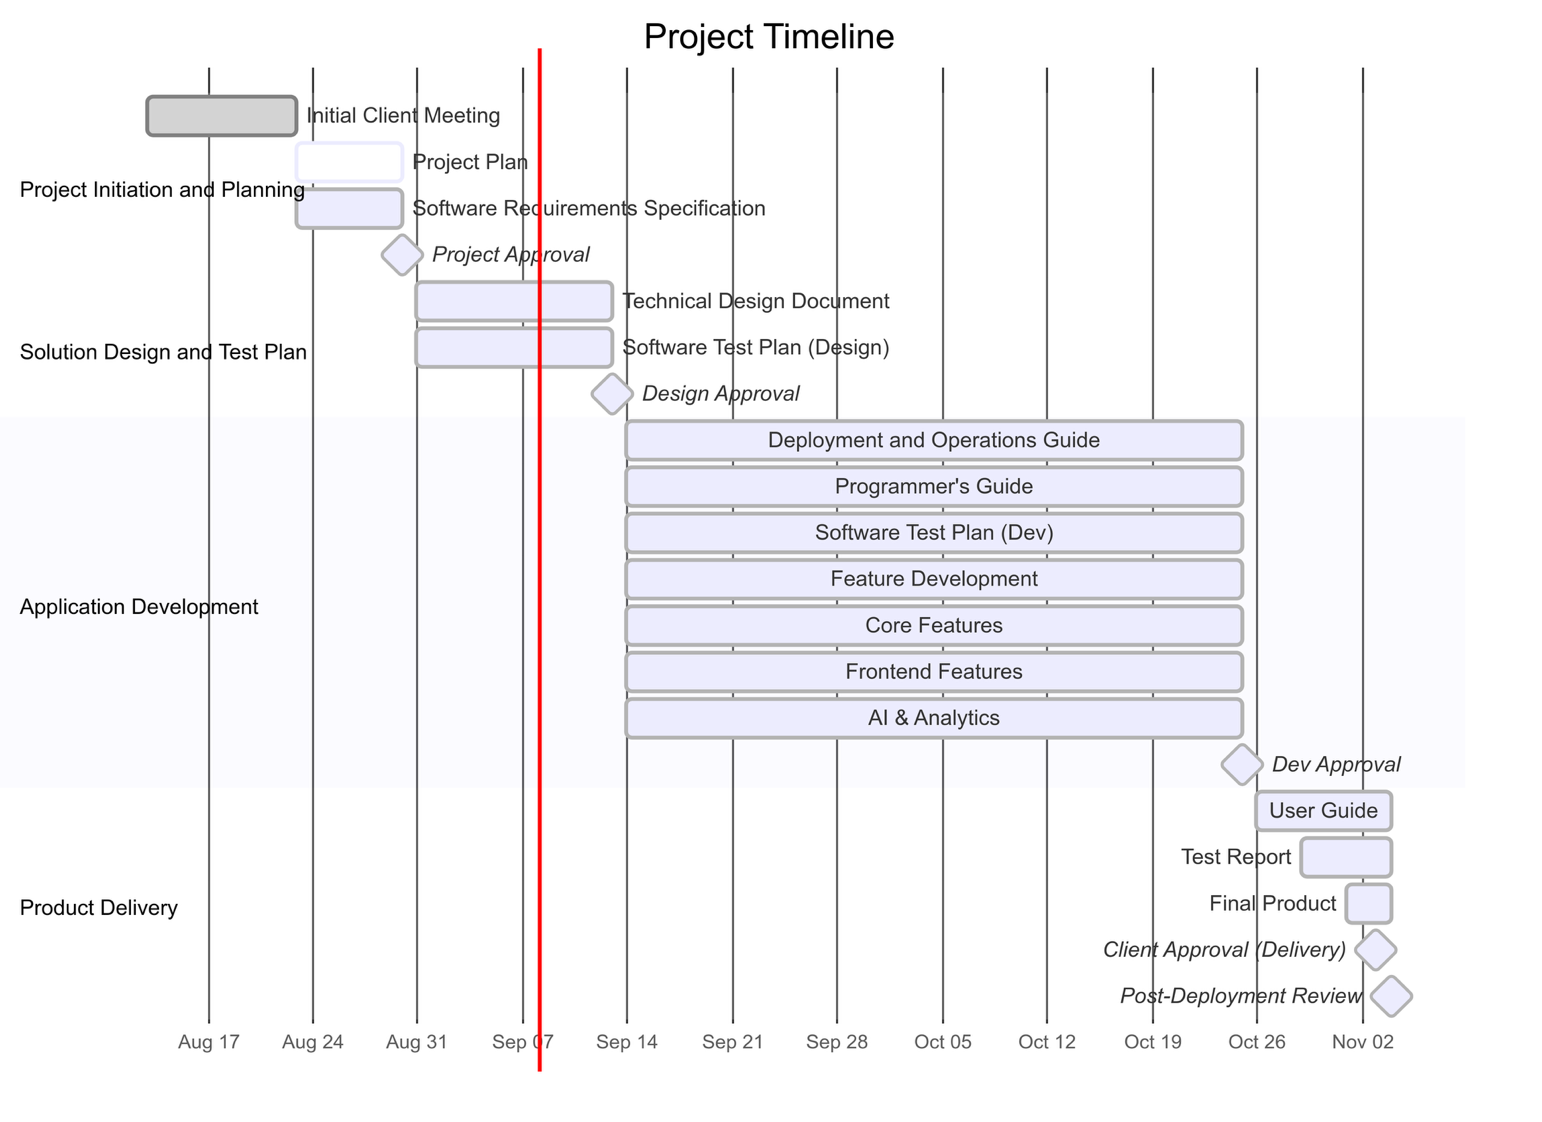 Project Timeline
Initial Client Meeting
Project Plan
Project Initiation and Planning
Software Requirements Specification
Project Approval
Technical Design Document
Software Test Plan (Design)
Solution Design and Test Plan
Design Approval
Deployment and Operations Guide
Programmer's Guide
Software Test Plan (Dev)
Feature Development
Application Development
Core Features
Frontend Features
AI & Analytics
Dev Approval
User Guide
Test Report
Final Product
Product Delivery
Client Approval (Delivery)
Post-Deployment Review
Aug 17 Aug 24 Aug 31 Sep 07 Sep 14 Sep 21 Sep 28 Oct 05 Oct 12 Oct 19 Oct 26 Nov 02